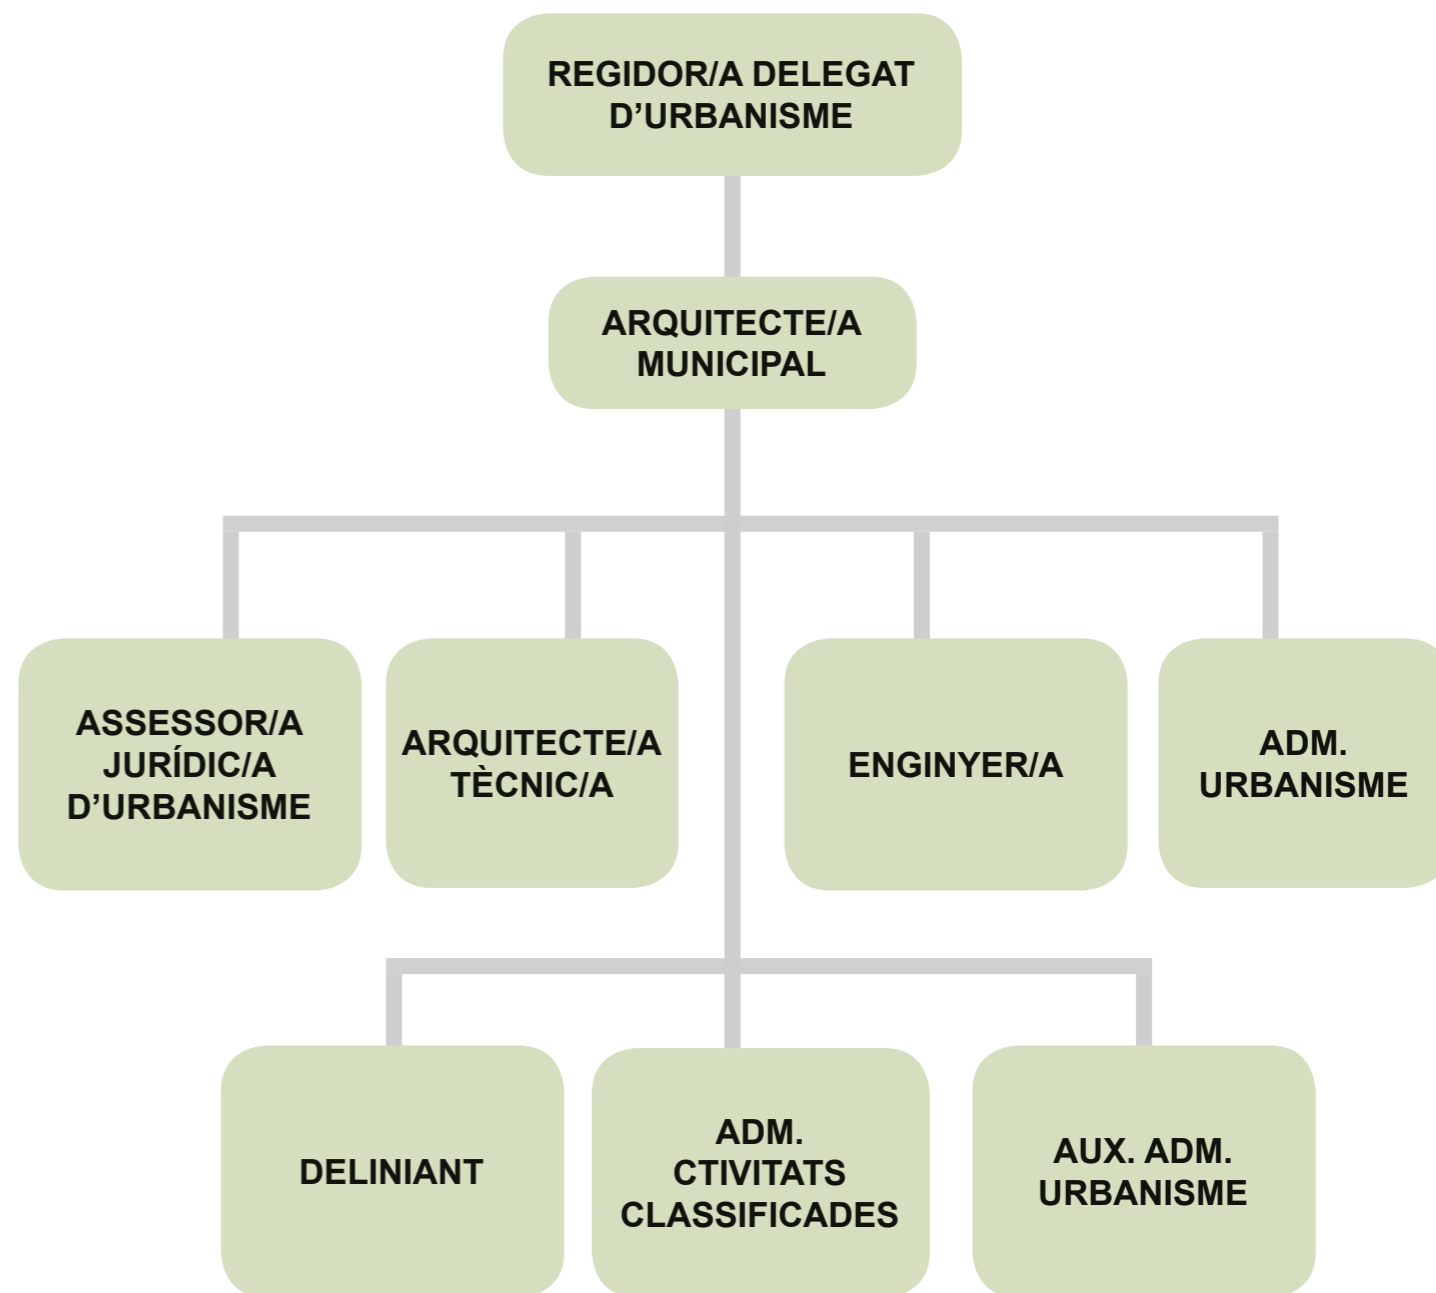 REGIDOR/A DELEGAT
D’URBANISME
ARQUITECTE/A
MUNICIPAL
ASSESSOR/A
JURÍDIC/A
D’URBANISME
ARQUITECTE/A
TÈCNIC/A
ENGINYER/A
ADM.
URBANISME
DELINIANT
ADM.
CTIVITATS
CLASSIFICADES
AUX. ADM.
URBANISME